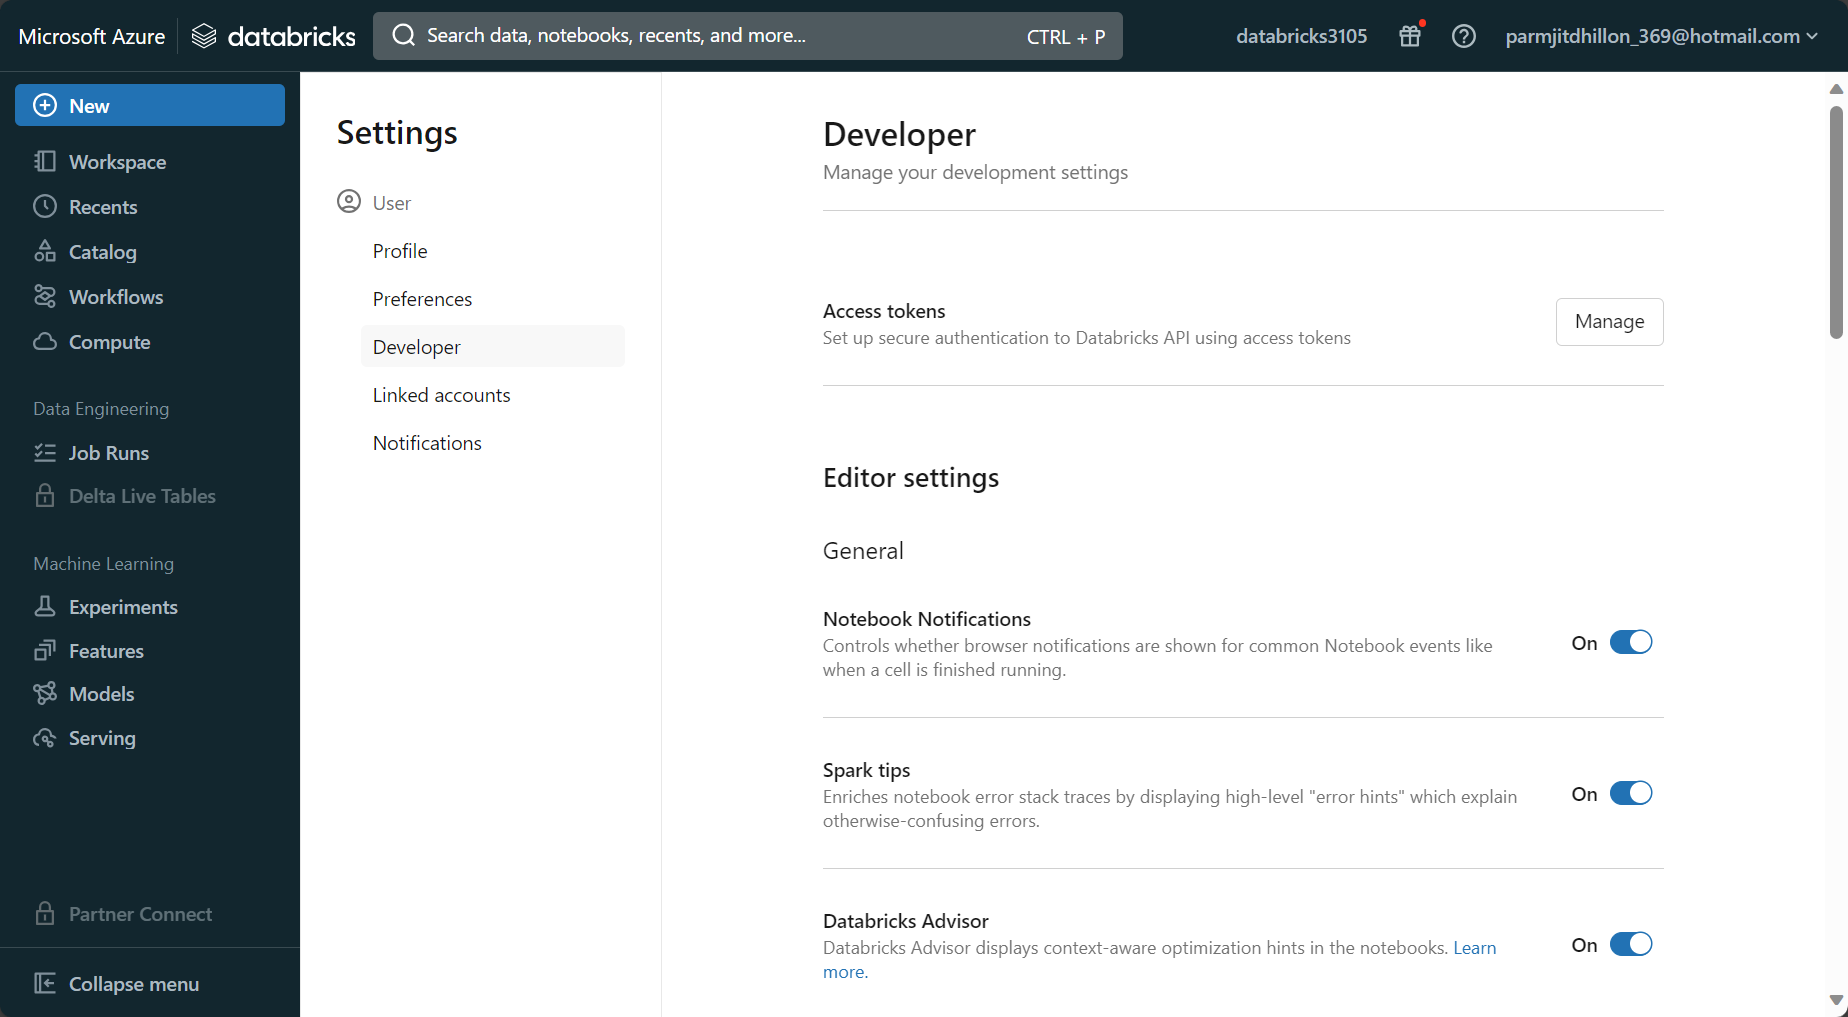 Microsoft Azure
databricks
Search data, notebooks, recents, and more...
CTRL + P
databricks3105
parmjitdhillon_369@hotmail.com
New
Workspace
Recents
Catalog
Workflows
Compute
Data Engineering
Job Runs
Delta Live Tables
Machine Learning
Experiments
Features
Models
Serving
Partner Connect
Collapse menu
Settings
User
Profile
Preferences
Developer
Linked accounts
Notifications
Developer
Manage your development settings
Access tokens
Set up secure authentication to Databricks API using access tokens
Manage
Editor settings
General
Notebook Notifications
Controls whether browser notifications are shown for common Notebook events like
when a cell is finished running.
On
Spark tips
Enriches notebook error stack traces by displaying high-level "error hints" which explain
otherwise-confusing errors.
On
Databricks Advisor
Databricks Advisor displays context-aware optimization hints in the notebooks. Learn
more.
On